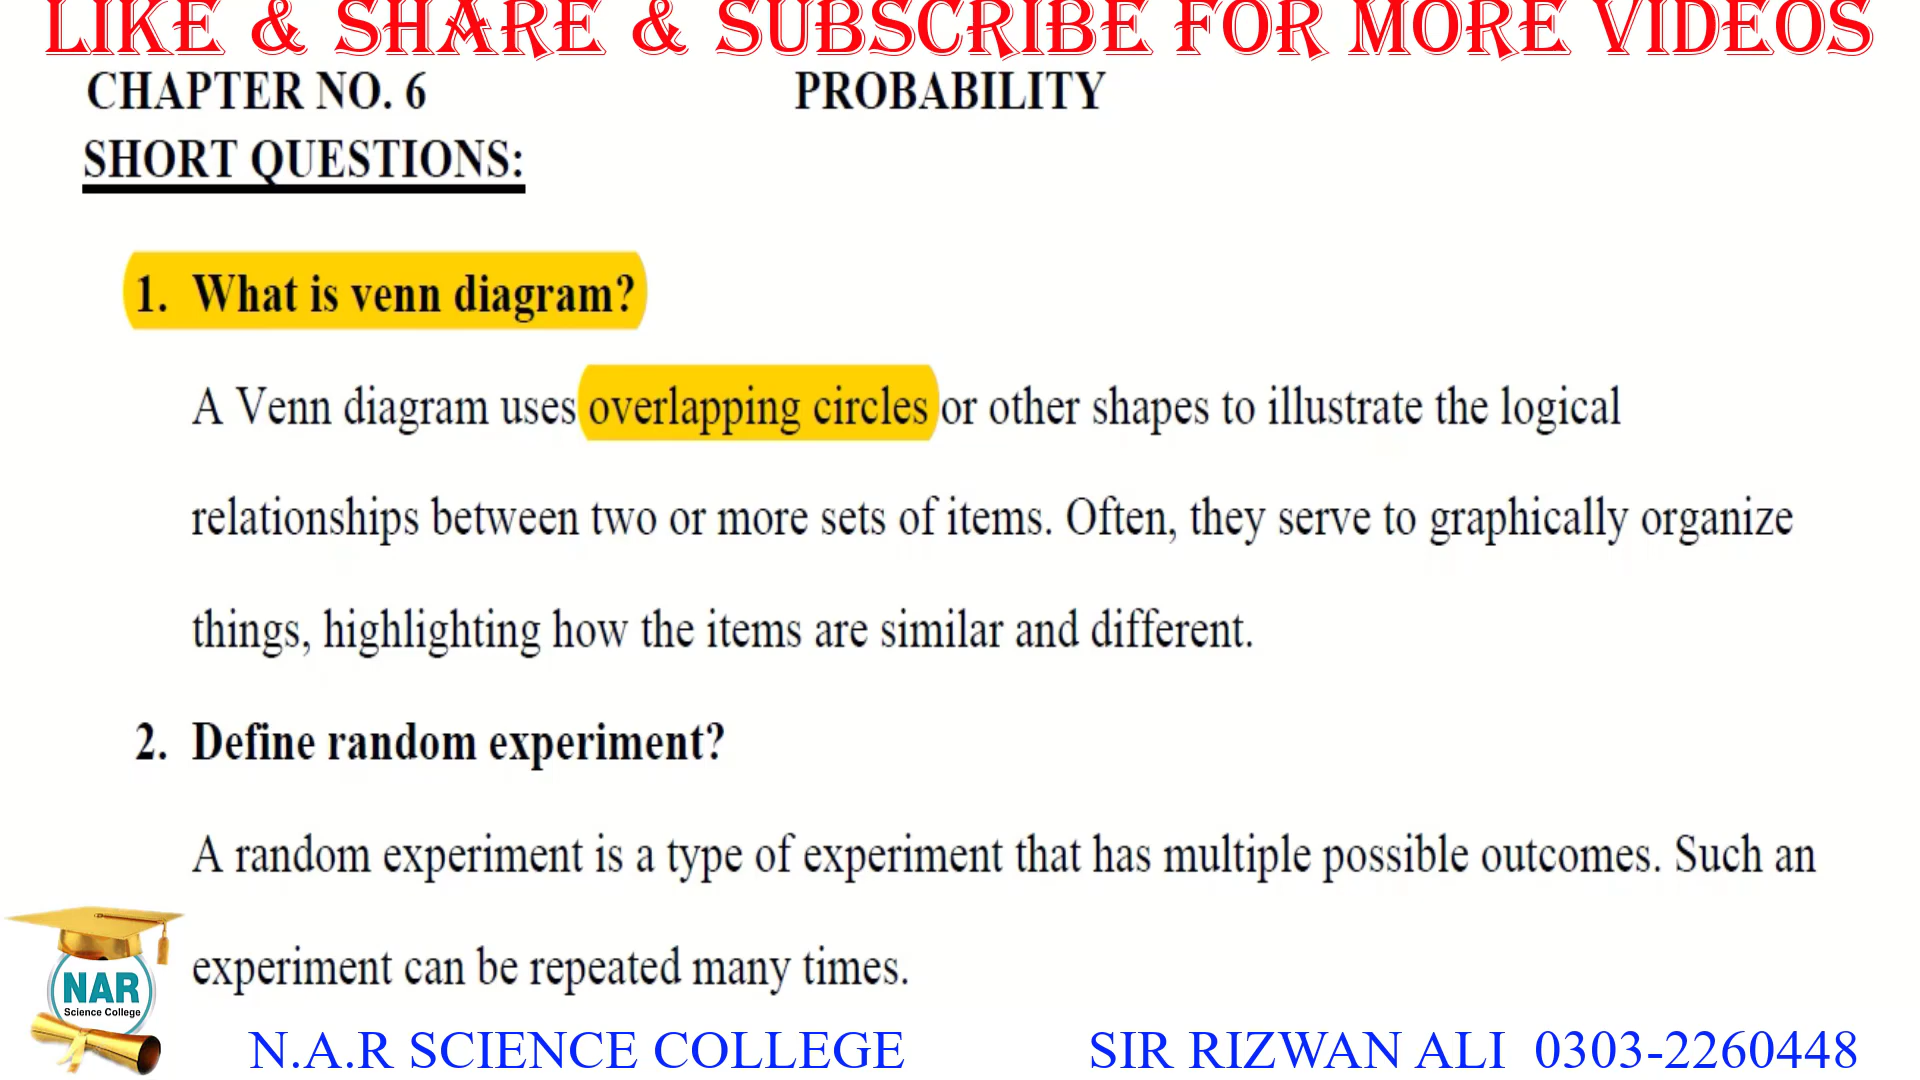 LIKE & SHARE & SUBSCRIBE FOR MORE VIDEOS
CHAPTER NO. 6 PROBABILITY
SHORT QUESTIONS:
1. What is venn diagram?
A Venn diagram uses overlapping circles or other shapes to illustrate the logical
relationships between two or more sets of items. Often, they serve to graphically organize
things, highlighting how the items are similar and different.
2. Define random experiment?
A random experiment is a type of experiment that has multiple possible outcomes. Such an
experiment can be repeated many times.
NAR
Science College
N.A.R SCIENCE COLLEGE SIR RIZWAN ALI 0303-2260448